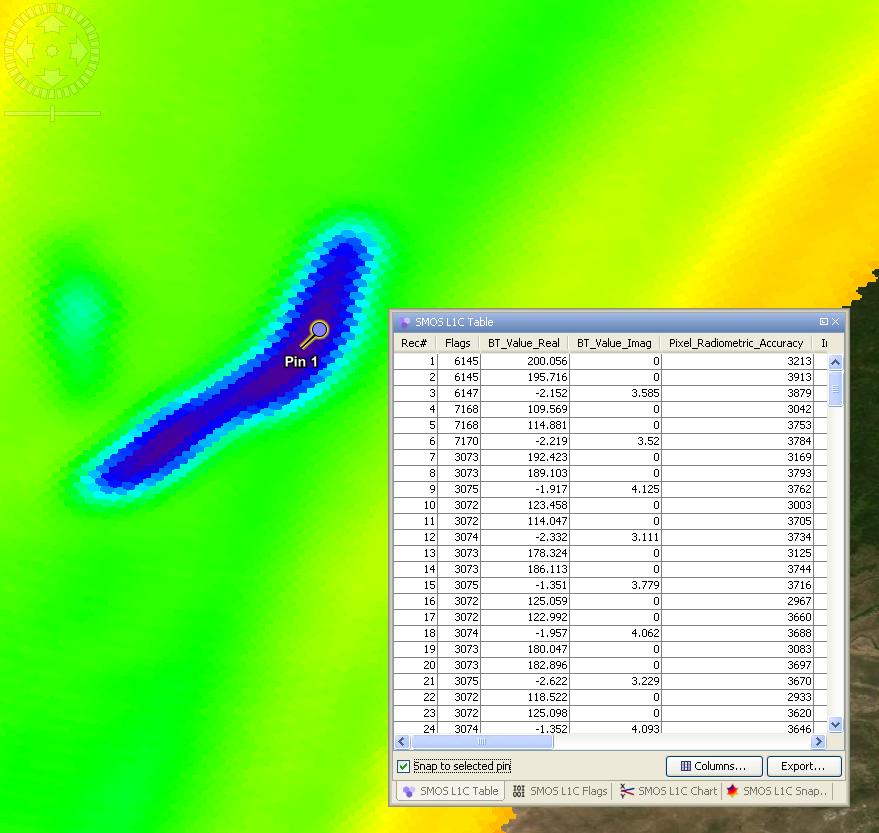 Pin 1
SMOS L1C Table
Rec# Flags BT_Value_Real BT_Value_Imag Pixel_Radiometric_Accuracy
1 6145 200.056 0 3213
2 6145 195.716 0 3913
3 6147 -2.152 3.585 3879
4 7168 109.569 0 3042
5 7168 114.881 0 3753
6 7170 -2.219 3.52 3784
7 3073 192.423 0 3169
8 3073 189.103 0 3793
9 3075 -1.917 4.125 3762
10 3072 123.458 0 3003
11 3072 114.047 0 3705
12 3074 -2.332 3.111 3734
13 3073 178.324 0 3125
14 3073 186.113 0 3744
15 3075 -1.351 3.779 3716
16 3072 125.059 0 2967
17 3072 122.992 0 3660
18 3074 -1.957 4.062 3688
19 3073 180.047 0 3083
20 3073 182.896 0 3697
21 3075 -2.622 3.229 3670
22 3072 118.522 0 2933
23 3072 125.098 0 3620
24 3074 -1.352 4.093 3646
Snap to selected pin Columns... Export...
SMOS L1C Table SMOS L1C Flags SMOS L1C Chart SMOS L1C Snap..